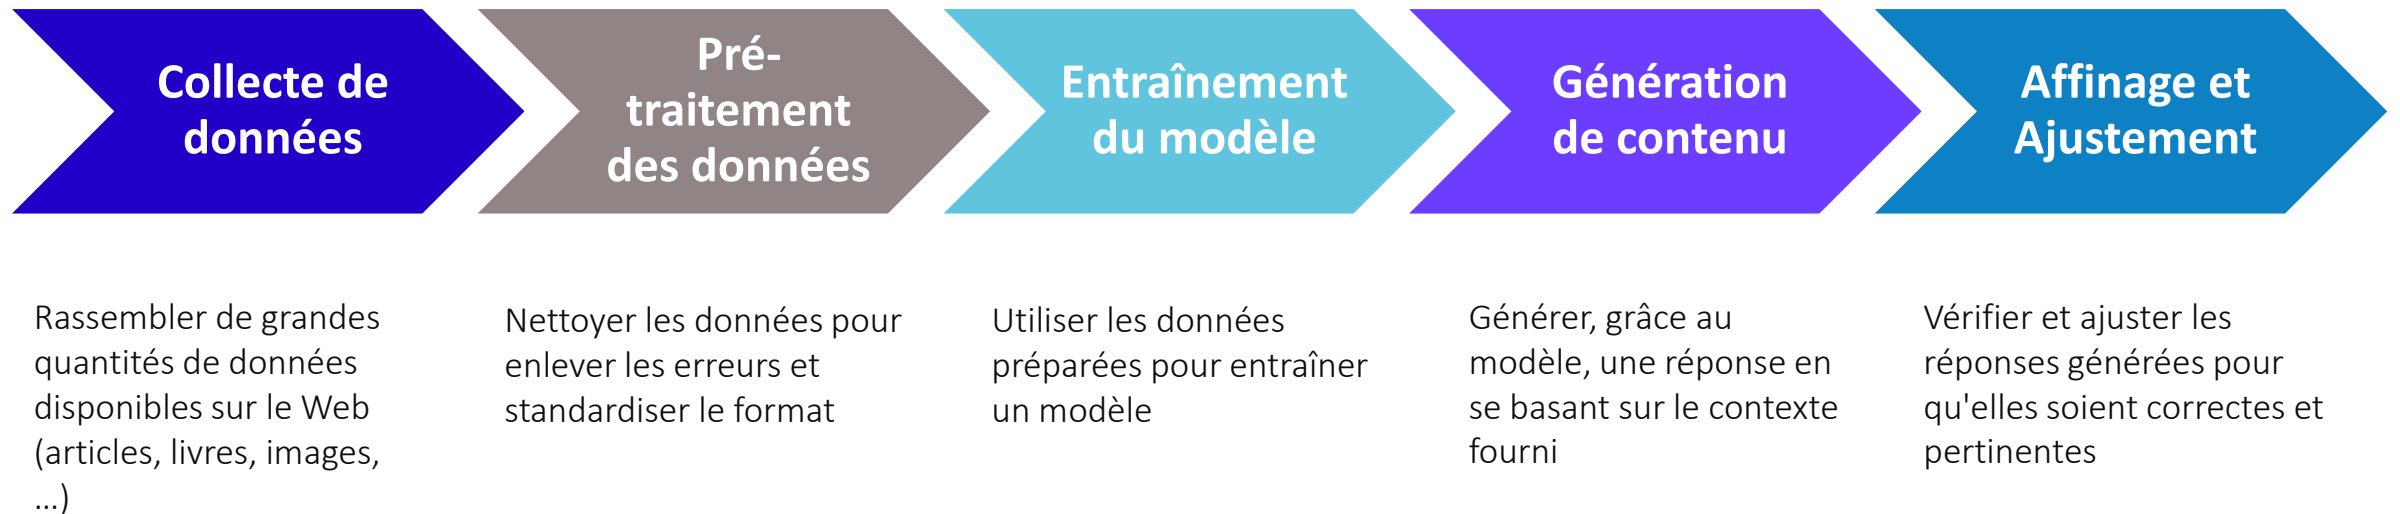 Collecte de
données
Pré-
traitement
des données
Entraînement
du modèle
Génération
de contenu
Affinage et
Ajustement
Rassembler de grandes
quantités de données
disponibles sur le Web
(articles, livres, images,
...)
Nettoyer les données pour
enlever les erreurs et
standardiser le format
Utiliser les données
préparées pour entraîner
un modèle
Générer, grâce au
modèle, une réponse en
se basant sur le contexte
fourni
Vérifier et ajuster les
réponses générées pour
qu'elles soient correctes et
pertinentes